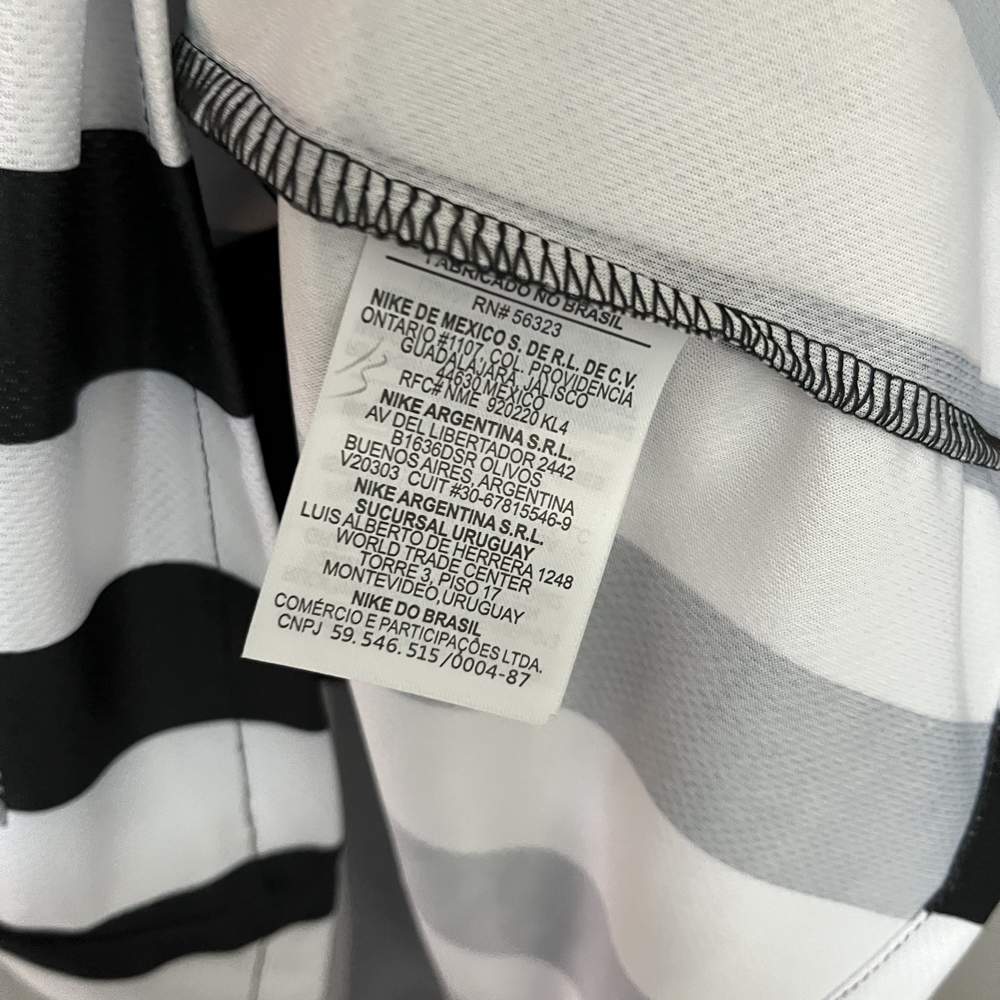 FABRICADO NO BRASIL
RN# 56323
NIKE DE MEXICO S. DE R.L. DE C.V.
ONTARIO #1107, COL. PROVIDENCIA
GUADALAJARA, JALISCO
44630 MEXICO
RFC# NME 920220 KL4
NIKE ARGENTINA S.R.L.
AV DEL LIBERTADOR 2442
B1636DSR OLIVOS
BUENOS AIRES, ARGENTINA
V20303 CUIT #30-67815546-9
NIKE ARGENTINA S.R.L.
SUCURSAL URUGUAY
LUIS ALBERTO DE HERRERA 1248
WORLD TRADE CENTER
TORRE 3, PISO 17
MONTEVIDEO, URUGUAY
NIKE DO BRASIL
COMÉRCIO E PARTICIPAÇÕES LTDA.
CNPJ 59.546.515/0004-87